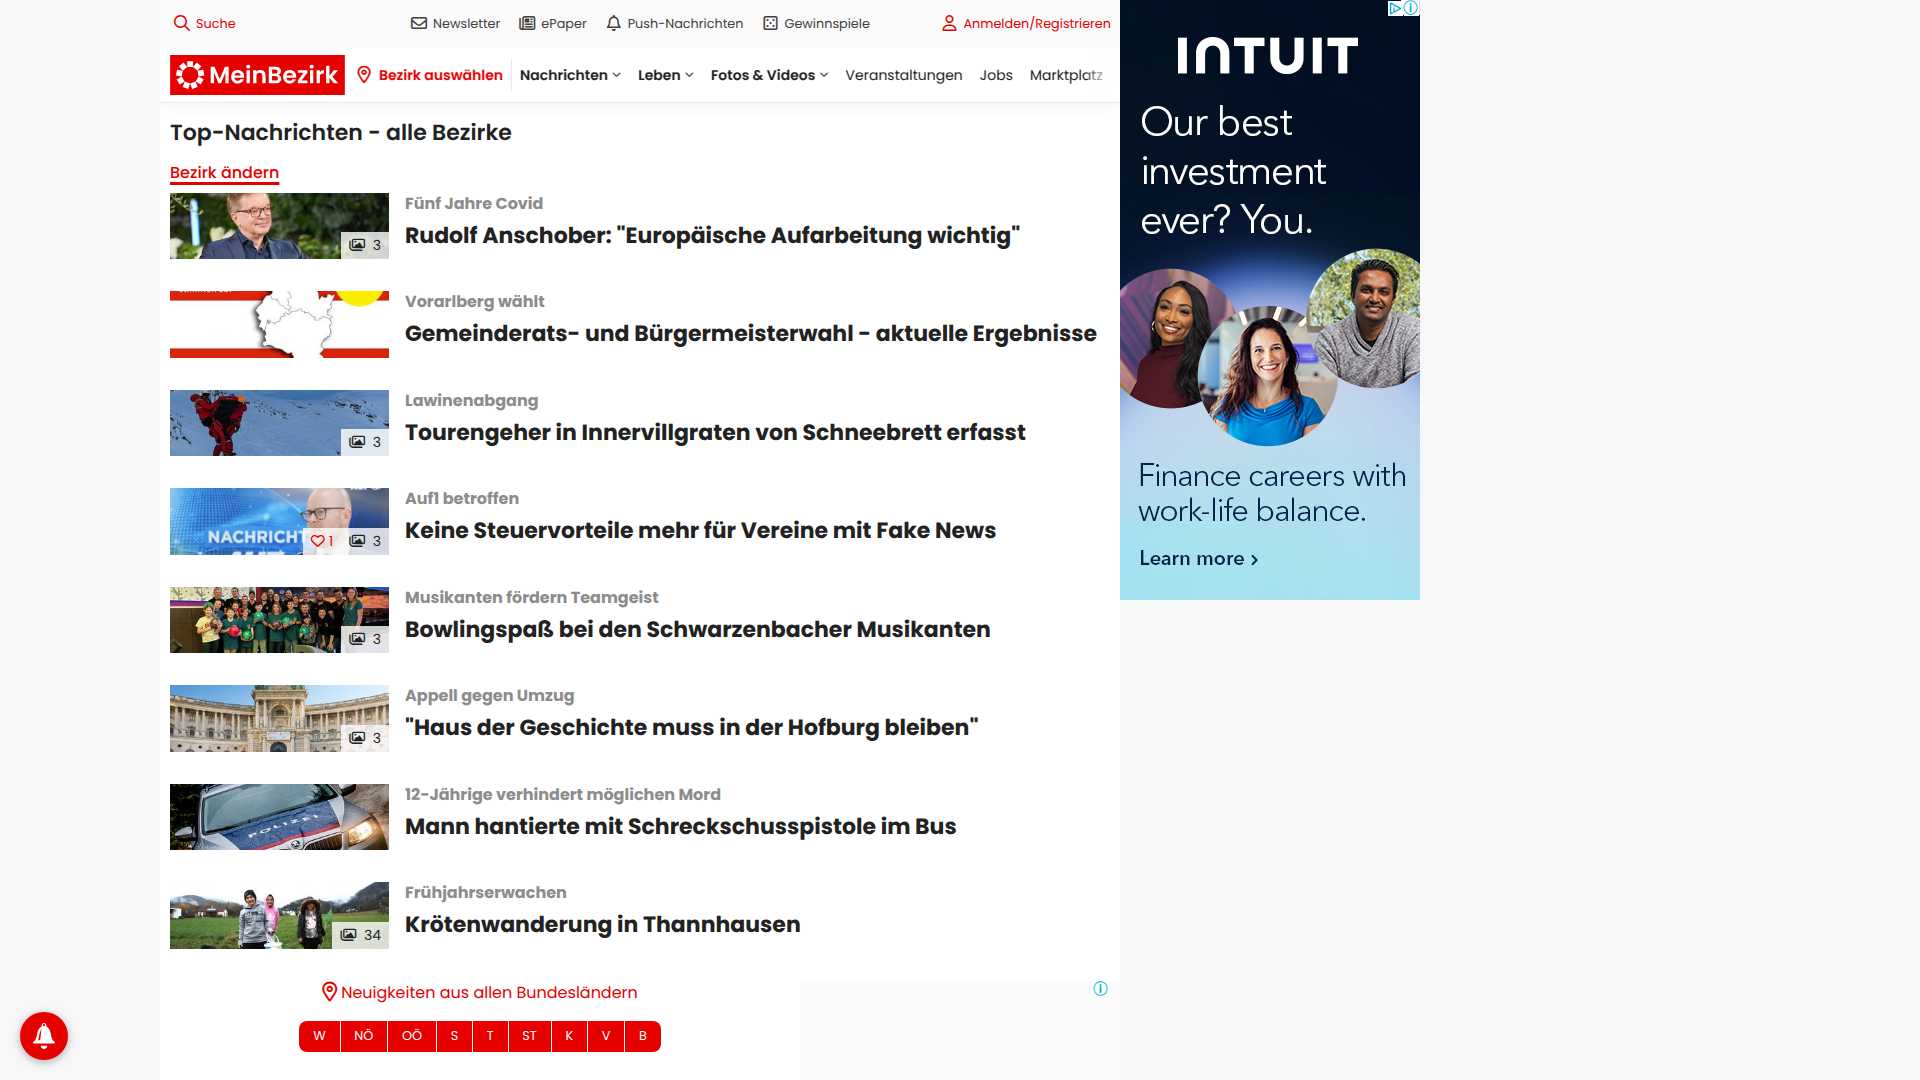 Suche
Newsletter
ePaper
Push-Nachrichten
Gewinnspiele
Anmelden/Registrieren
MeinBezirk
Bezirk auswählen
Nachrichten
Leben
Fotos & Videos
Veranstaltungen
Jobs
Marktplatz
Top-Nachrichten - alle Bezirke
Bezirk ändern
3
Fünf Jahre Covid
Rudolf Anschober: "Europäische Aufarbeitung wichtig"
Vorarlberg wählt
Gemeinderats- und Bürgermeisterwahl - aktuelle Ergebnisse
3
Lawinenabgang
Tourengeher in Innervillgraten von Schneebrett erfasst
NACHRICHT
1
3
Auf1 betroffen
Keine Steuervorteile mehr für Vereine mit Fake News
3
Musikanten fördern Teamgeist
Bowlingspaß bei den Schwarzenbacher Musikanten
3
Appell gegen Umzug
"Haus der Geschichte muss in der Hofburg bleiben"
POLIZEI
12-Jährige verhindert möglichen Mord
Mann hantierte mit Schreckschusspistole im Bus
34
Frühjahrserwachen
Krötenwanderung in Thannhausen
Neuigkeiten aus allen Bundesländern
W
NÖ
OÖ
S
T
ST
K
V
B
INTUIT
Our best
investment
ever? You.
Finance careers with
work-life balance.
Learn more